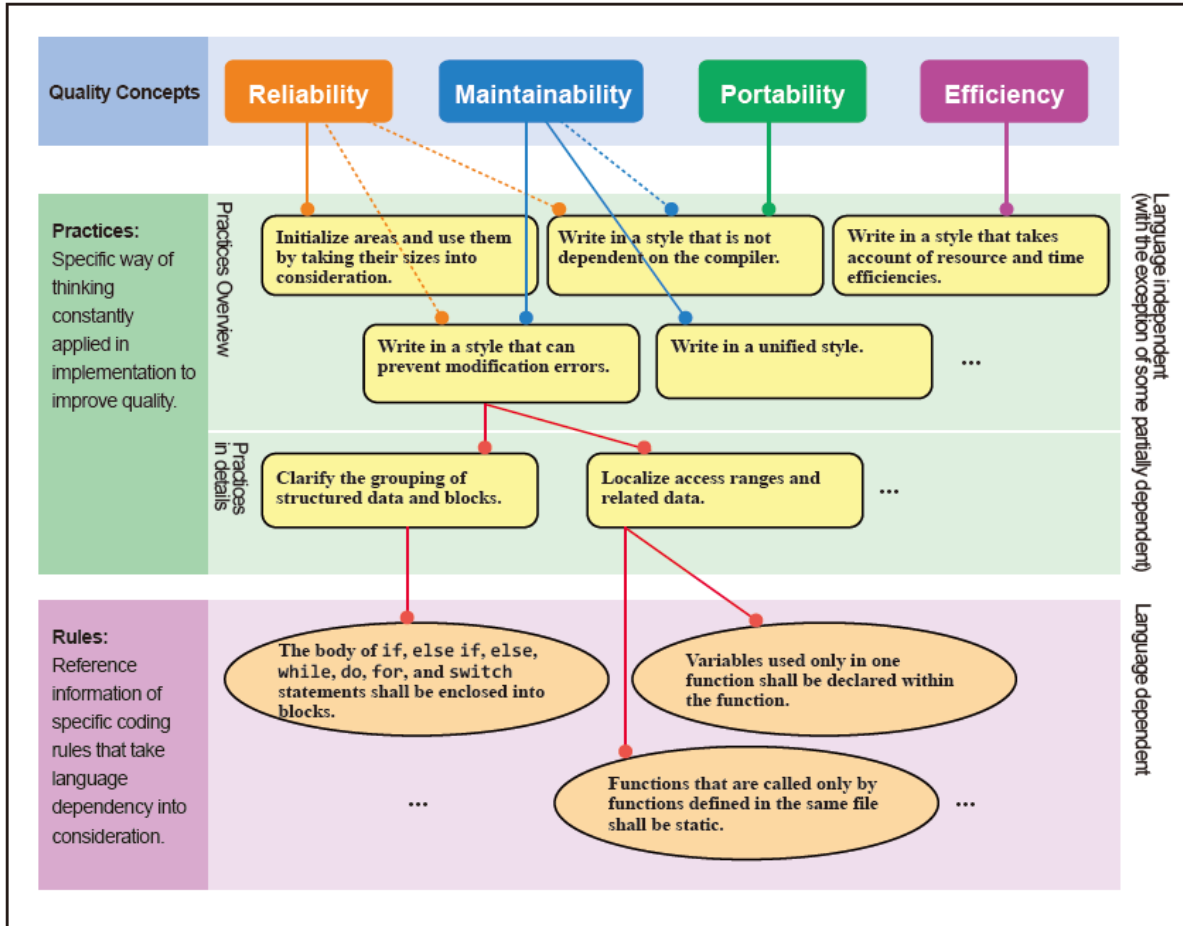 Quality Concepts
Reliability
Maintainability
Portability
Efficiency
Practices:
Specific way of
thinking
constantly
applied in
implementation to
improve quality.
Practices Overview
Initialize areas and use them
by taking their sizes into
consideration.
Write in a style that is not
dependent on the compiler.
Write in a style that takes
account of resource and time
efficiencies.
Write in a style that can
prevent modification errors.
Write in a unified style.
...
Practices
in details
Clarify the grouping of
structured data and blocks.
Localize access ranges and
related data.
...
Language independent
(with the exception of some partially dependent)
Rules:
Reference
information of
specific coding
rules that take
language
dependency into
consideration.
The body of if, else if, else,
while, do, for, and switch
statements shall be enclosed into
blocks.
Variables used only in one
function shall be declared within
the function.
...
Functions that are called only by
functions defined in the same file
shall be static.
...
Language dependent